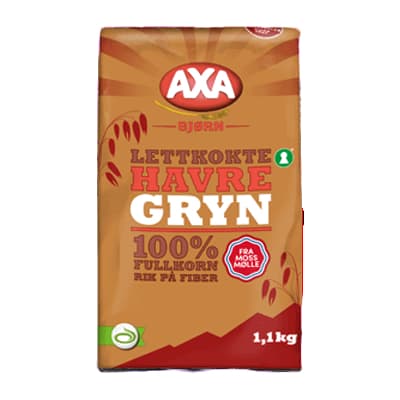 AXA
BJØRN
LETTKOKTE
HAVRE
GRYN
100%
FULLKORN
RIK PÅ FIBER
FRA
MOSS
MØLLE
1,1kg